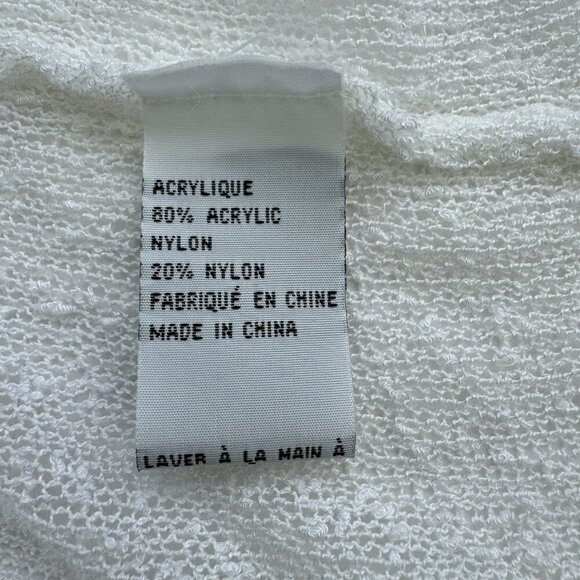 ACRYLIQUE
80% ACRYLIC
NYLON
20% NYLON
FABRIQUÉ EN CHINE
MADE IN CHINA
LAVER À LA MAIN À